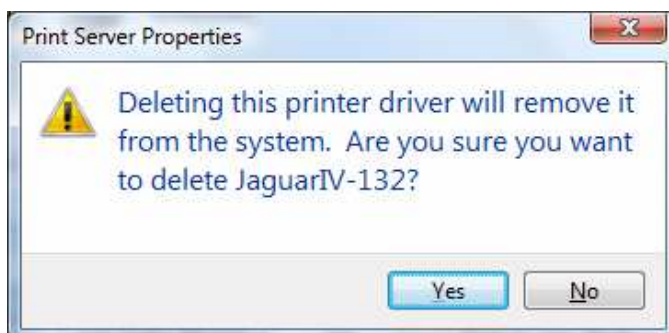 Print Server Properties
Deleting this printer driver will remove it
from the system.  Are you sure you want
to delete JaguarIV-132?
Yes
No